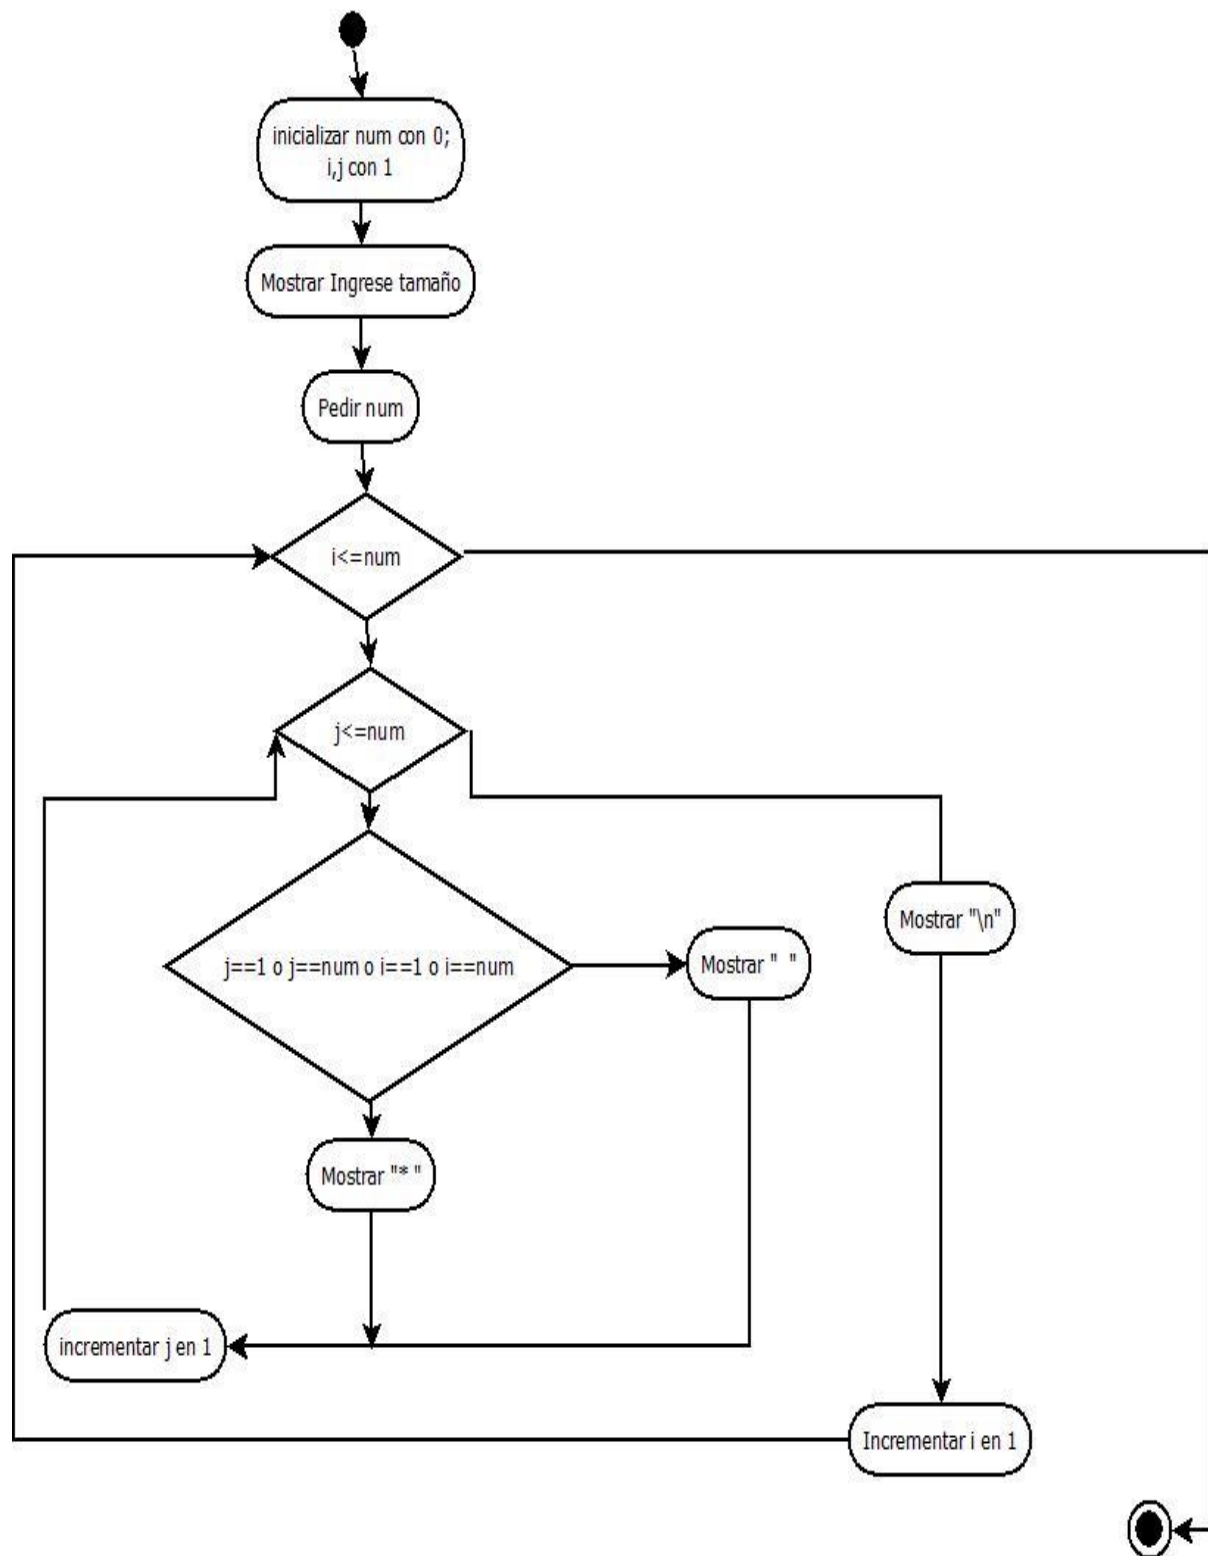 inicializar num con 0;
i,j con 1
Mostrar Ingrese tamaño
Pedir num
i<=num
j<=num
j==1 o j==num o i==1 o i==num
Mostrar "  "
Mostrar "\n"
Mostrar "* "
incrementar j en 1
Incrementar i en 1